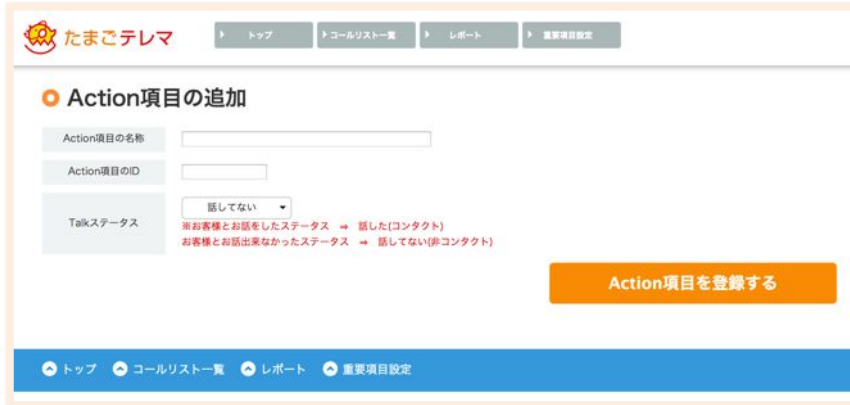 たまごテレマ
トップ
コールリスト一覧
レポート
重要項目設定
Action項目の追加
Action項目の名称
Action項目のID
Talkステータス
話してない
※お客様とお話をしたステータス ⇒ 話した(コンタクト)
お客様とお話出来なかったステータス ⇒ 話してない(非コンタクト)
Action項目を登録する
トップ コールリスト一覧 レポート 重要項目設定